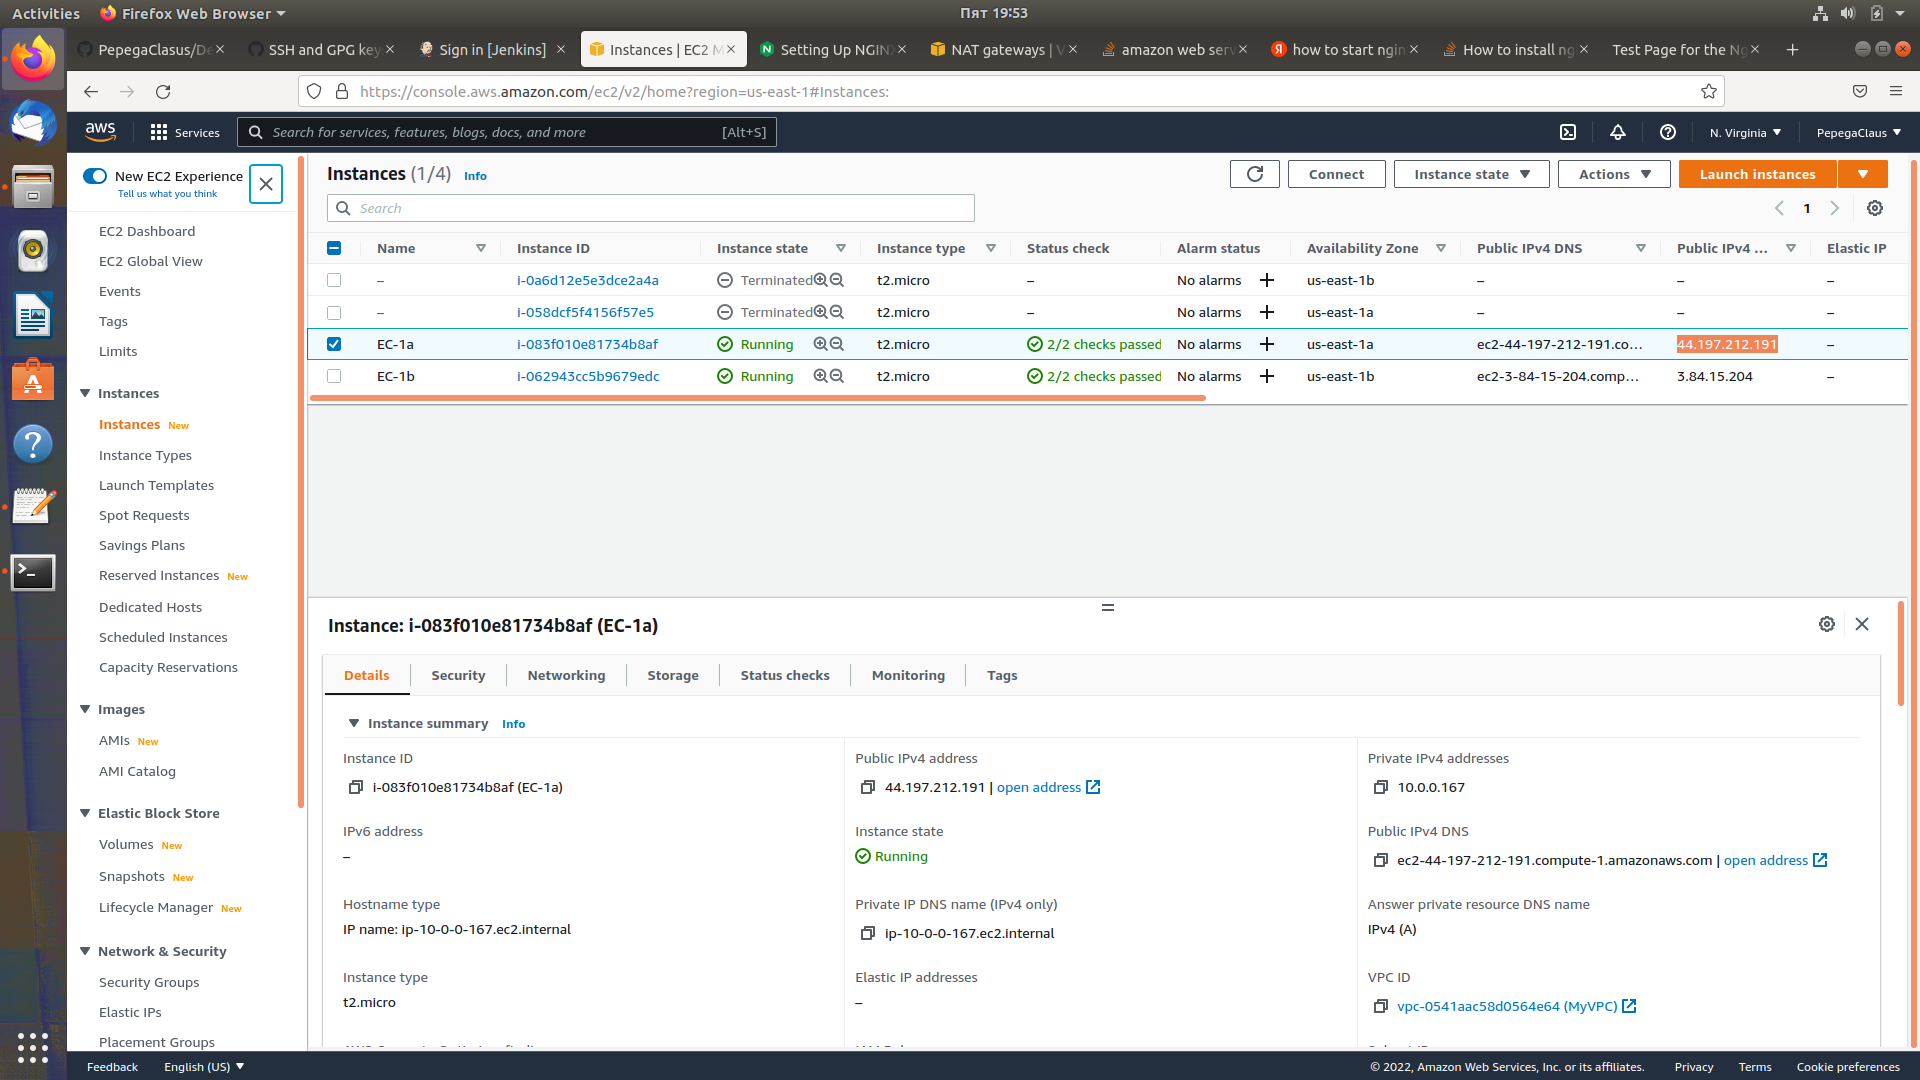 Activities Firefox Web Browser Пят 19:53
PepegaClasus/De SSH and GPG key Sign in [Jenkins] Instances | EC2 M Setting Up NGINX NAT gateways | V amazon web serv how to start ngin How to install ng Test Page for the Ng
https://console.aws.amazon.com/ec2/v2/home?region=us-east-1#Instances:
aws Services Search for services, features, blogs, docs, and more [Alt+S] N. Virginia PepegaClaus
New EC2 Experience
Tell us what you think
EC2 Dashboard
EC2 Global View
Events
Tags
Limits
Instances
Instances New
Instance Types
Launch Templates
Spot Requests
Savings Plans
Reserved Instances New
Dedicated Hosts
Scheduled Instances
Capacity Reservations
Images
AMIs New
AMI Catalog
Elastic Block Store
Volumes New
Snapshots New
Lifecycle Manager New
Network & Security
Security Groups
Elastic IPs
Placement Groups
Instances (1/4) Info Connect Instance state Actions Launch instances
Search 1
Name Instance ID Instance state Instance type Status check Alarm status Availability Zone Public IPv4 DNS Public IPv4 ... Elastic IP
– i-0a6d12e5e3dce2a4a Terminated t2.micro – No alarms us-east-1b – – –
– i-058dcf5f4156f57e5 Terminated t2.micro – No alarms us-east-1a – – –
EC-1a i-083f010e81734b8af Running t2.micro 2/2 checks passed No alarms us-east-1a ec2-44-197-212-191.co... 44.197.212.191 –
EC-1b i-062943cc5b9679edc Running t2.micro 2/2 checks passed No alarms us-east-1b ec2-3-84-15-204.comp... 3.84.15.204 –
Instance: i-083f010e81734b8af (EC-1a)
Details Security Networking Storage Status checks Monitoring Tags
Instance summary Info
Instance ID Public IPv4 address Private IPv4 addresses
i-083f010e81734b8af (EC-1a) 44.197.212.191 | open address 10.0.0.167
IPv6 address Instance state Public IPv4 DNS
– Running ec2-44-197-212-191.compute-1.amazonaws.com | open address
Hostname type Private IP DNS name (IPv4 only) Answer private resource DNS name
IP name: ip-10-0-0-167.ec2.internal ip-10-0-0-167.ec2.internal IPv4 (A)
Instance type Elastic IP addresses VPC ID
t2.micro – vpc-0541aac58d0564e64 (MyVPC)
Feedback English (US) © 2022, Amazon Web Services, Inc. or its affiliates. Privacy Terms Cookie preferences